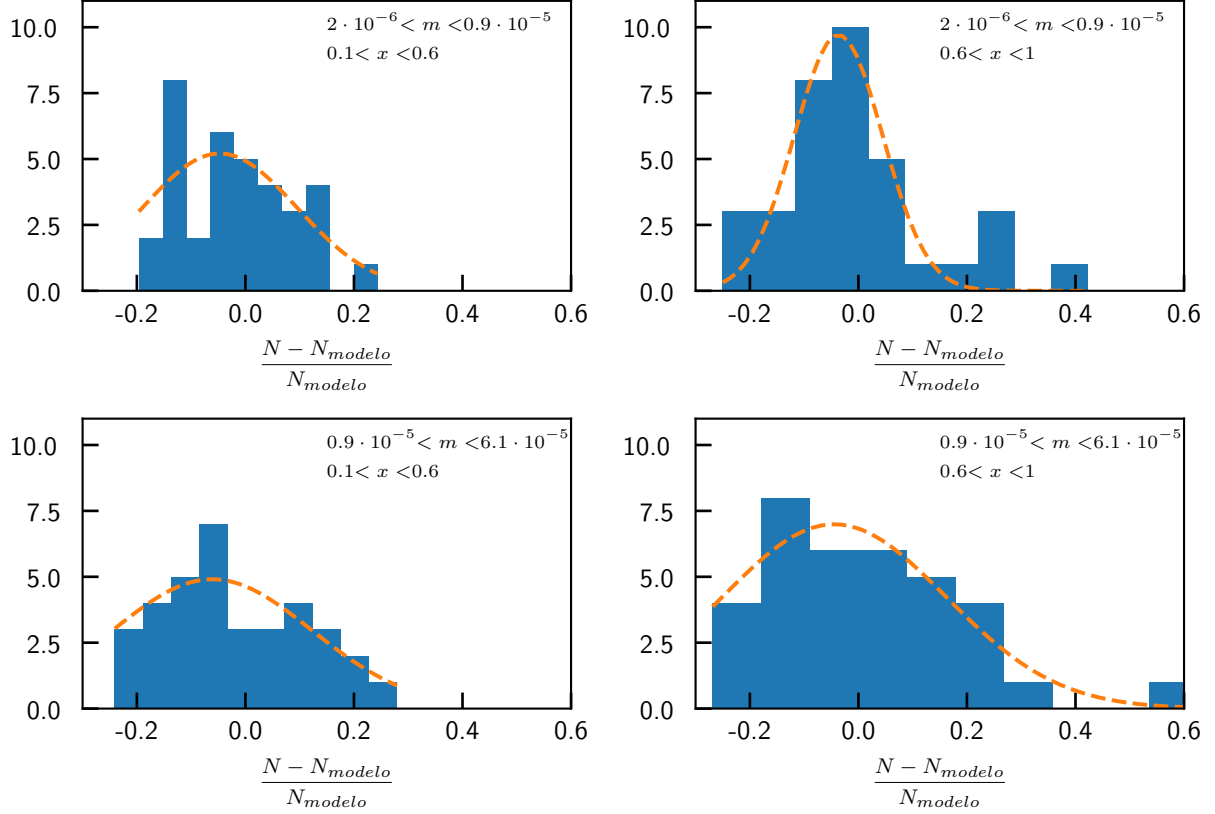 10.0
7.5
5.0
2.5
0.0
-0.2 0.0 0.2 0.4 0.6
2 · 10⁻⁶< m <0.9 · 10⁻⁵
0.1< x <0.6
N − N_modelo
N_modelo
10.0
7.5
5.0
2.5
0.0
-0.2 0.0 0.2 0.4 0.6
2 · 10⁻⁶< m <0.9 · 10⁻⁵
0.6< x <1
N − N_modelo
N_modelo
10.0
7.5
5.0
2.5
0.0
-0.2 0.0 0.2 0.4 0.6
0.9 · 10⁻⁵< m <6.1 · 10⁻⁵
0.1< x <0.6
N − N_modelo
N_modelo
10.0
7.5
5.0
2.5
0.0
-0.2 0.0 0.2 0.4 0.6
0.9 · 10⁻⁵< m <6.1 · 10⁻⁵
0.6< x <1
N − N_modelo
N_modelo